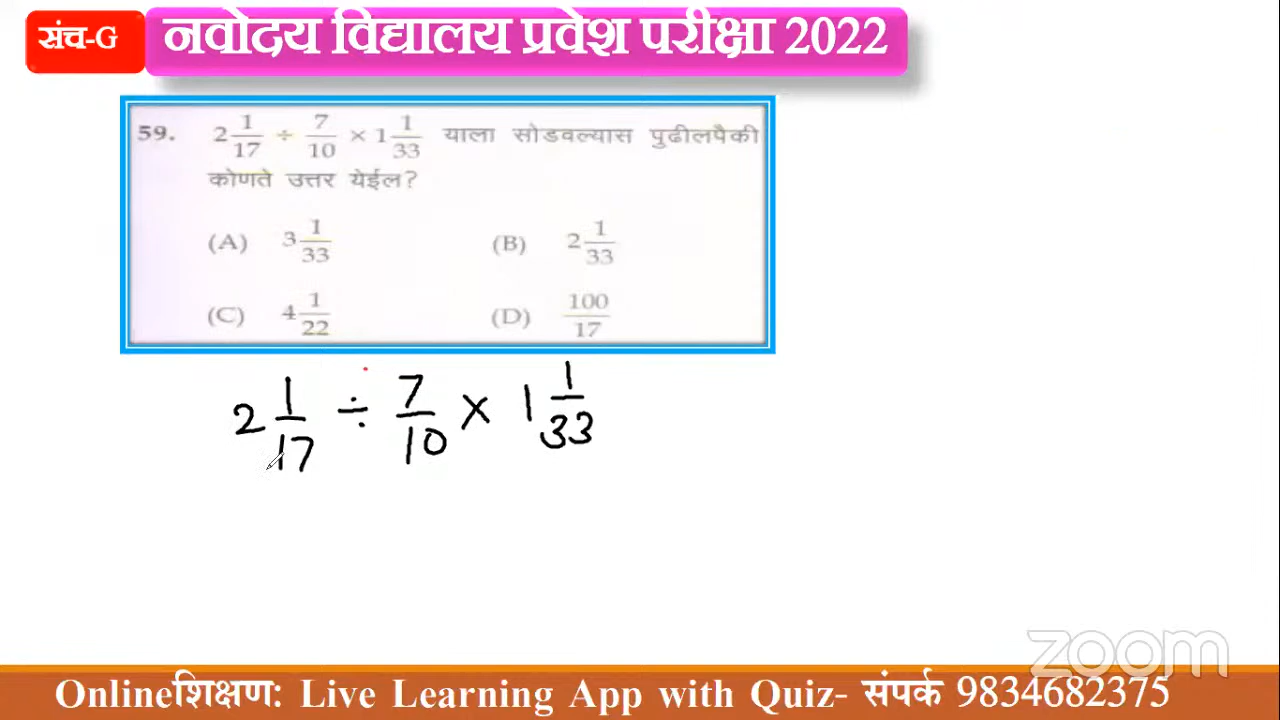 संच-G
नवोदय विद्यालय प्रवेश परीक्षा 2022
59. 2 1/17 ÷ 7/10 × 1 1/33 याला सोडवल्यास पुढीलपैकी
कोणते उत्तर येईल?
(A) 3 1/33 (B) 2 1/33
(C) 4 1/22 (D) 100/17
2 1/17 ÷ 7/10 × 1 1/33
zoom
Onlineशिक्षण: Live Learning App with Quiz- संपर्क 9834682375